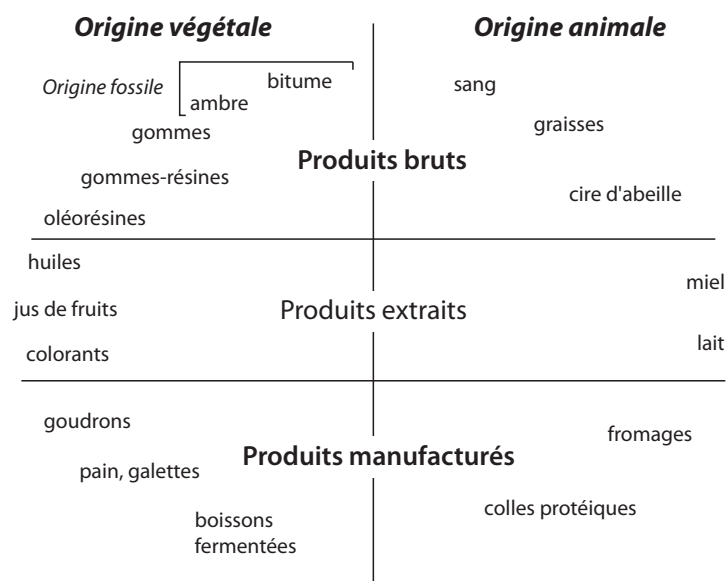 Origine végétale
Origine animale
Origine fossile
bitume
ambre
sang
gommes
graisses
Produits bruts
gommes-résines
cire d'abeille
oléorésines
huiles
miel
jus de fruits
Produits extraits
colorants
lait
goudrons
fromages
Produits manufacturés
pain, galettes
colles protéiques
boissons
fermentées